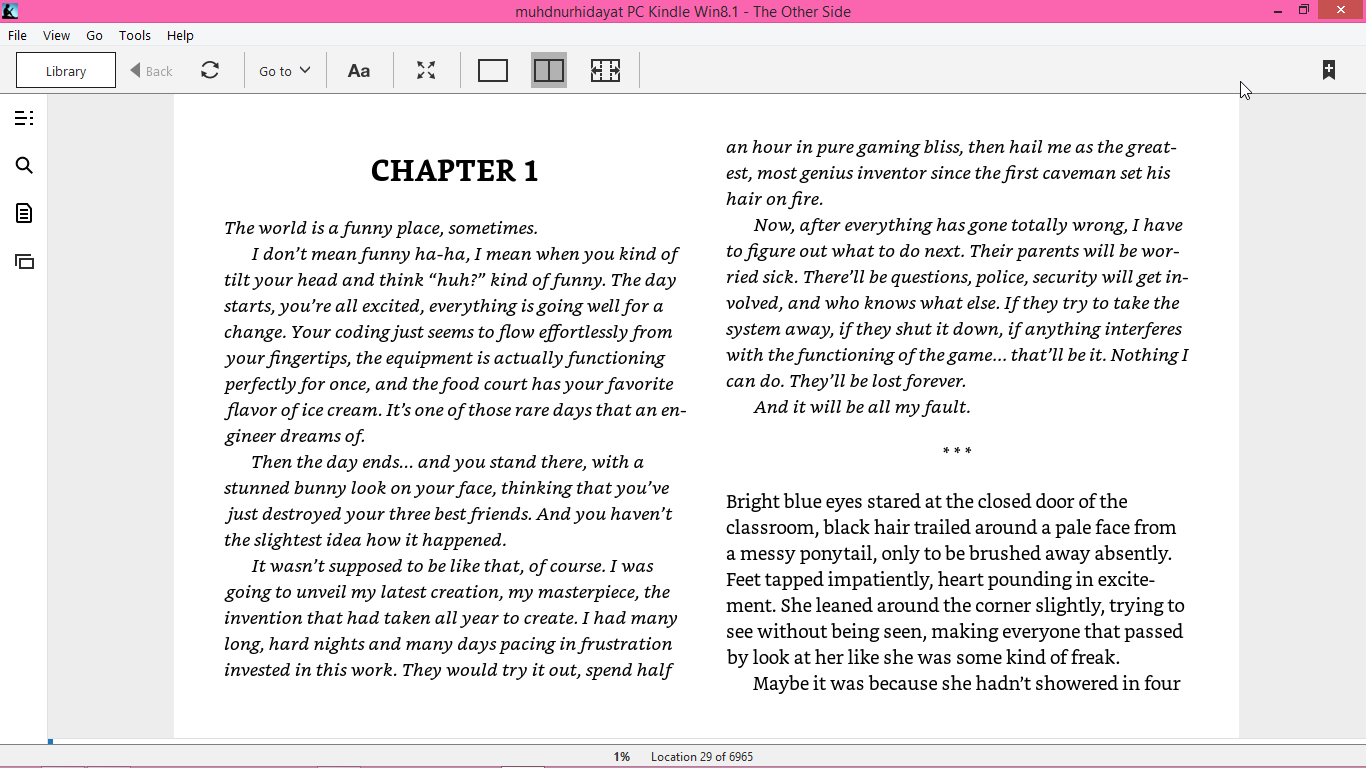 muhdnurhidayat PC Kindle Win8.1 - The Other Side
File View Go Tools Help
Library Back Go to Aa
CHAPTER 1
The world is a funny place, sometimes.
I don’t mean funny ha-ha, I mean when you kind of
tilt your head and think “huh?” kind of funny. The day
starts, you’re all excited, everything is going well for a
change. Your coding just seems to flow effortlessly from
your fingertips, the equipment is actually functioning
perfectly for once, and the food court has your favorite
flavor of ice cream. It’s one of those rare days that an en-
gineer dreams of.
Then the day ends... and you stand there, with a
stunned bunny look on your face, thinking that you’ve
just destroyed your three best friends. And you haven’t
the slightest idea how it happened.
It wasn’t supposed to be like that, of course. I was
going to unveil my latest creation, my masterpiece, the
invention that had taken all year to create. I had many
long, hard nights and many days pacing in frustration
invested in this work. They would try it out, spend half
an hour in pure gaming bliss, then hail me as the great-
est, most genius inventor since the first caveman set his
hair on fire.
Now, after everything has gone totally wrong, I have
to figure out what to do next. Their parents will be wor-
ried sick. There’ll be questions, police, security will get in-
volved, and who knows what else. If they try to take the
system away, if they shut it down, if anything interferes
with the functioning of the game... that’ll be it. Nothing I
can do. They’ll be lost forever.
And it will be all my fault.
* * *
Bright blue eyes stared at the closed door of the
classroom, black hair trailed around a pale face from
a messy ponytail, only to be brushed away absently.
Feet tapped impatiently, heart pounding in excite-
ment. She leaned around the corner slightly, trying to
see without being seen, making everyone that passed
by look at her like she was some kind of freak.
Maybe it was because she hadn’t showered in four
1% Location 29 of 6965